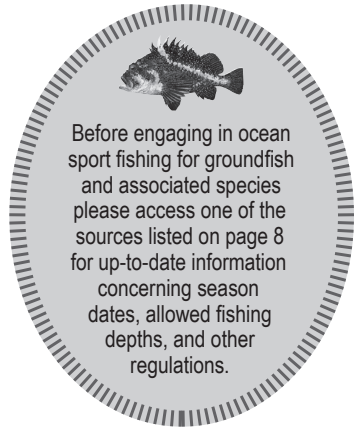 Before engaging in ocean
sport fishing for groundfish
and associated species
please access one of the
sources listed on page 8
for up-to-date information
concerning season
dates, allowed fishing
depths, and other
regulations.